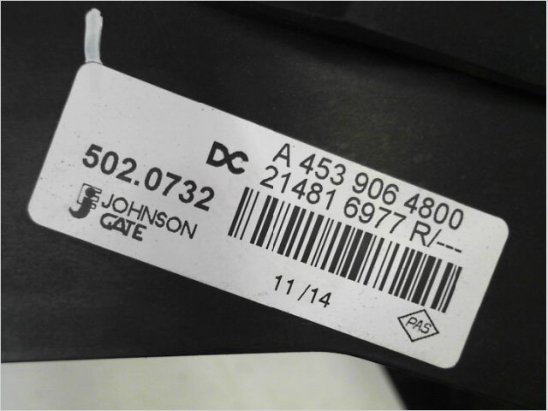 DC A 453 906 4800
502.0732 21481 6977 R/---
JOHNSON
GATE
11/14
PAS